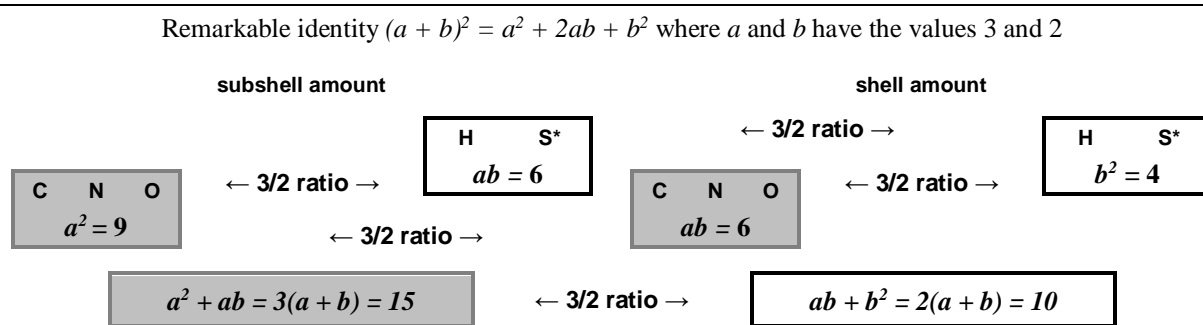 Remarkable identity (a + b)² = a² + 2ab + b² where a and b have the values 3 and 2
subshell amount shell amount
H S* ← 3/2 ratio → H S*
ab = 6 b² = 4
C N O ← 3/2 ratio → C N O ← 3/2 ratio →
a² = 9 ← 3/2 ratio → ab = 6
a² + ab = 3(a + b) = 15 ← 3/2 ratio → ab + b² = 2(a + b) = 10